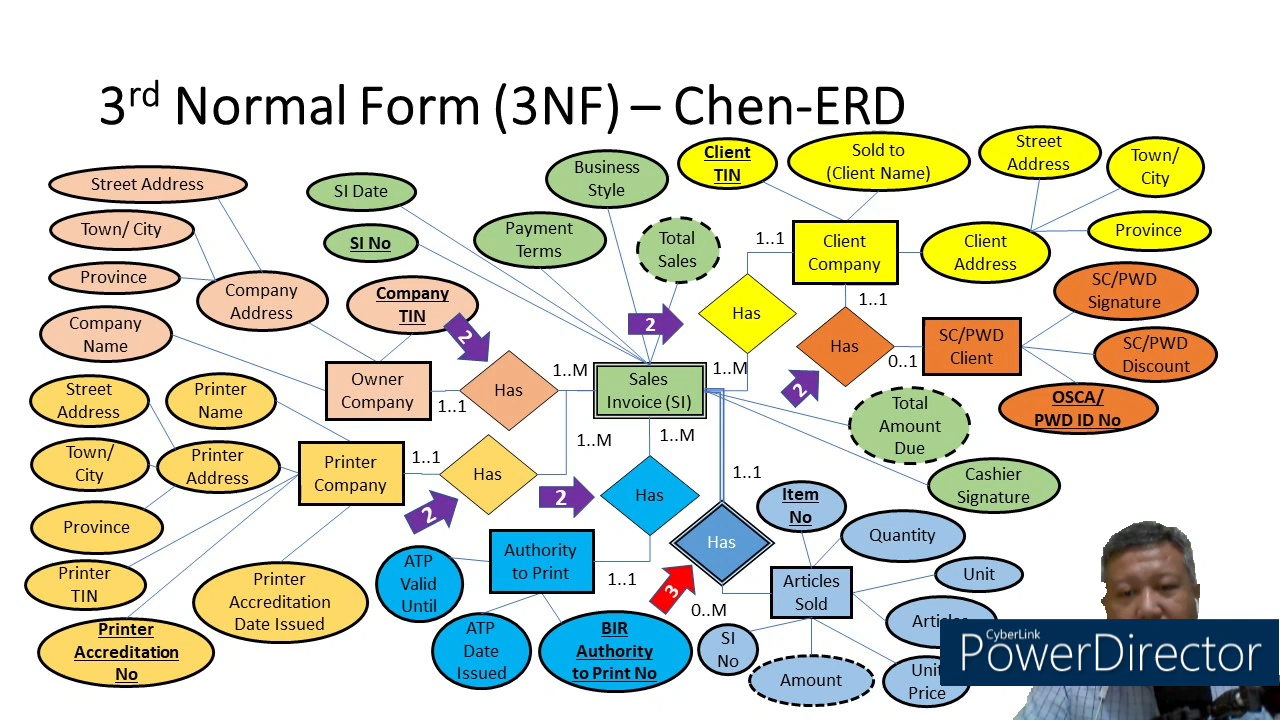 3rd Normal Form (3NF) – Chen-ERD
Street Address
Town/ City
Province
Company
Name
Company
Address
SI Date
SI No
Company
TIN
Payment
Terms
Business
Style
Total
Sales
Client
TIN
Sold to
(Client Name)
Street
Address
Town/
City
Province
Client
Address
Client
Company
1..1
1..1
Has
Has
2
2
2
SC/PWD
Client
0..1
SC/PWD
Signature
SC/PWD
Discount
OSCA/
PWD ID No
Owner
Company
1..1
Has
1..M
Sales
Invoice (SI)
1..M
1..M
1..M
Total
Amount
Due
Cashier
Signature
Street
Address
Printer
Name
Town/
City
Printer
Address
Province
Printer
TIN
Printer
Accreditation
No
Printer
Accreditation
Date Issued
Printer
Company
1..1
Has
2
2
Has
Authority
to Print
1..1
ATP
Valid
Until
ATP
Date
Issued
BIR
Authority
to Print No
Has
1..1
3
0..M
Item
No
Quantity
Unit
Articles
Sold
SI
No
Amount
Unit
Price
CyberLink
PowerDirector